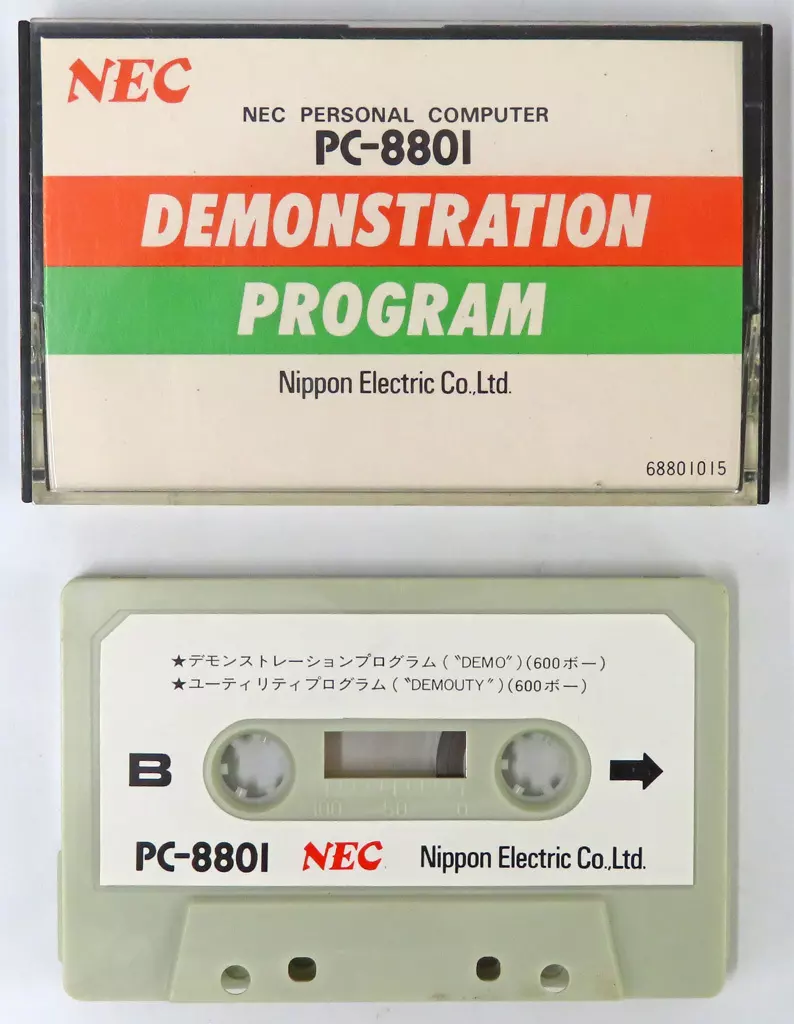 NEC
NEC PERSONAL COMPUTER
PC-8801
DEMONSTRATION
PROGRAM
Nippon Electric Co.,Ltd.
68801015
★デモンストレーションプログラム(〝DEMO〞)(600ボー)
★ユーティリティプログラム(〝DEMOUTY〞)(600ボー)
B
100 50 0
PC-8801 NEC Nippon Electric Co.,Ltd.